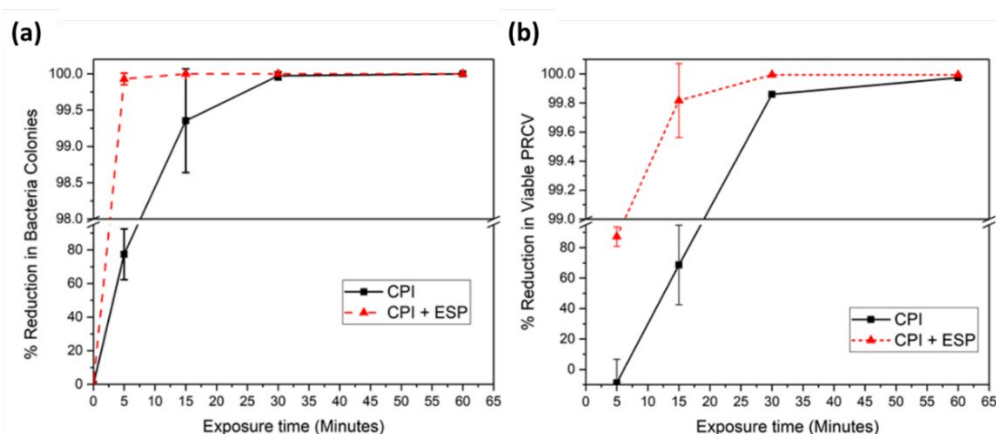 (a)
% Reduction in Bacteria Colonies
100.0
99.5
99.0
98.5
98.0
80
60
40
20
0
CPI
CPI + ESP
0 5 10 15 20 25 30 35 40 45 50 55 60 65
Exposure time (Minutes)
(b)
% Reduction in Viable PRCV
100.0
99.8
99.6
99.4
99.2
99.0
80
60
40
20
0
CPI
CPI + ESP
0 5 10 15 20 25 30 35 40 45 50 55 60 65
Exposure time (Minutes)